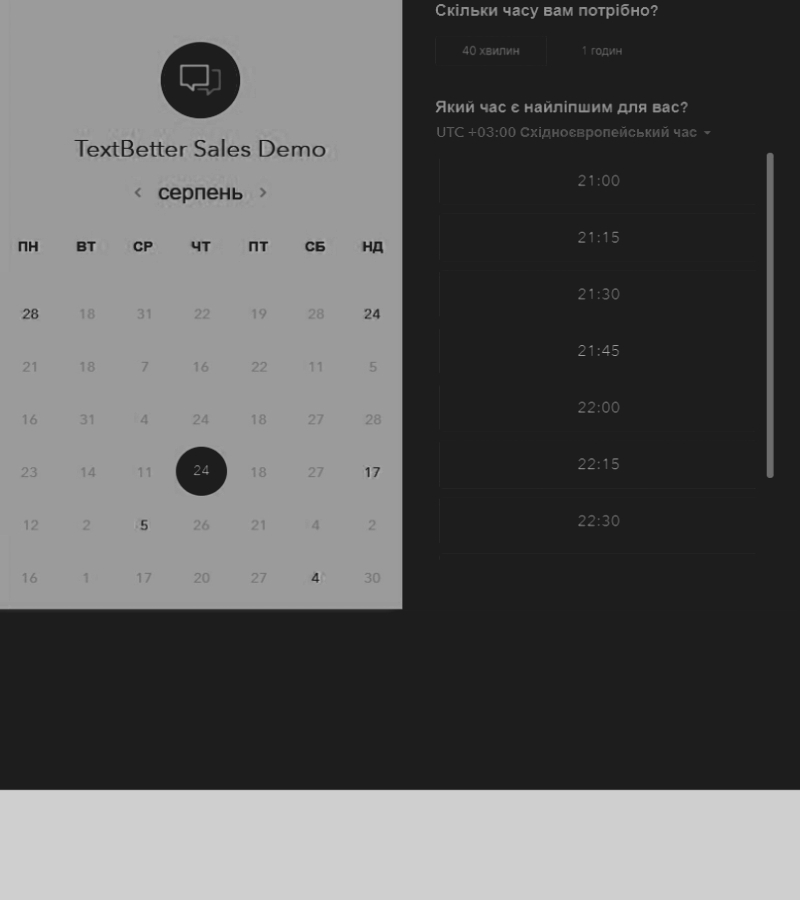 TextBetter Sales Demo
серпень
ПН ВТ СР ЧТ ПТ СБ НД
28 18 31 22 19 28 24
21 18 7 16 22 11 5
16 31 4 24 18 27 28
23 14 11 24 18 27 17
12 2 5 26 21 4 2
16 1 17 20 27 4 30
Скільки часу вам потрібно?
40 хвилин 1 годин
Який час є найліпшим для вас?
UTC +03:00 Східноєвропейський час
21:00
21:15
21:30
21:45
22:00
22:15
22:30